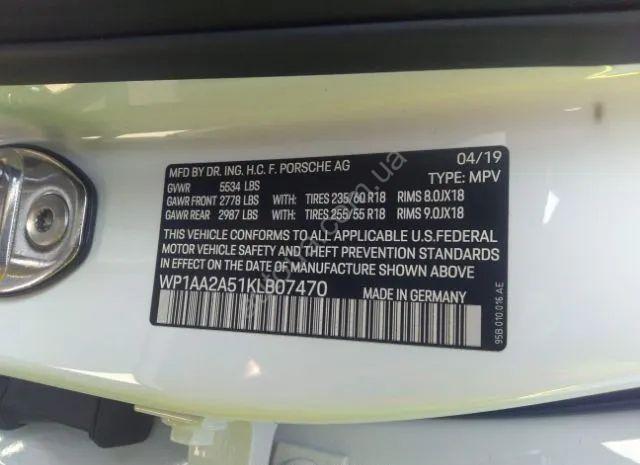 MFD BY DR. ING. H.C. F. PORSCHE AG 04/19
GVWR 5534 LBS TYPE: MPV
GAWR FRONT 2778 LBS WITH: TIRES 235/60 R18 RIMS 8.0JX18
GAWR REAR 2987 LBS WITH: TIRES 255/55 R18 RIMS 9.0JX18
THIS VEHICLE CONFORMS TO ALL APPLICABLE U.S.FEDERAL
MOTOR VEHICLE SAFETY AND THEFT PREVENTION STANDARDS
IN EFFECT ON THE DATE OF MANUFACTURE SHOWN ABOVE
WP1AA2A51KLB07470 MADE IN GERMANY
95B.010.016.AE